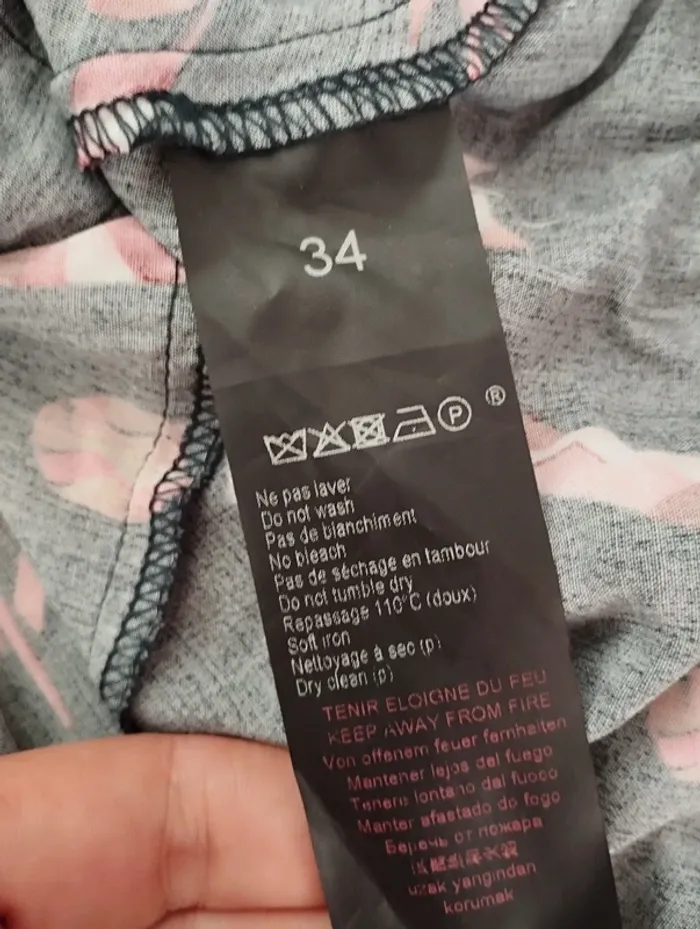 34
P ®
Ne pas laver
Do not wash
Pas de blanchiment
No bleach
Pas de séchage en tambour
Do not tumble dry
Repassage 110°C (doux)
Soft iron
Nettoyage à sec (p)
Dry clean (p)
TENIR ELOIGNE DU FEU
KEEP AWAY FROM FIRE
Von offenem feuer fernhalten
Mantener lejos del fuego
Tenere lontano dal fuoco
Manter afastado do fogo
Беречь от пожара
uzak yangindan
korumak